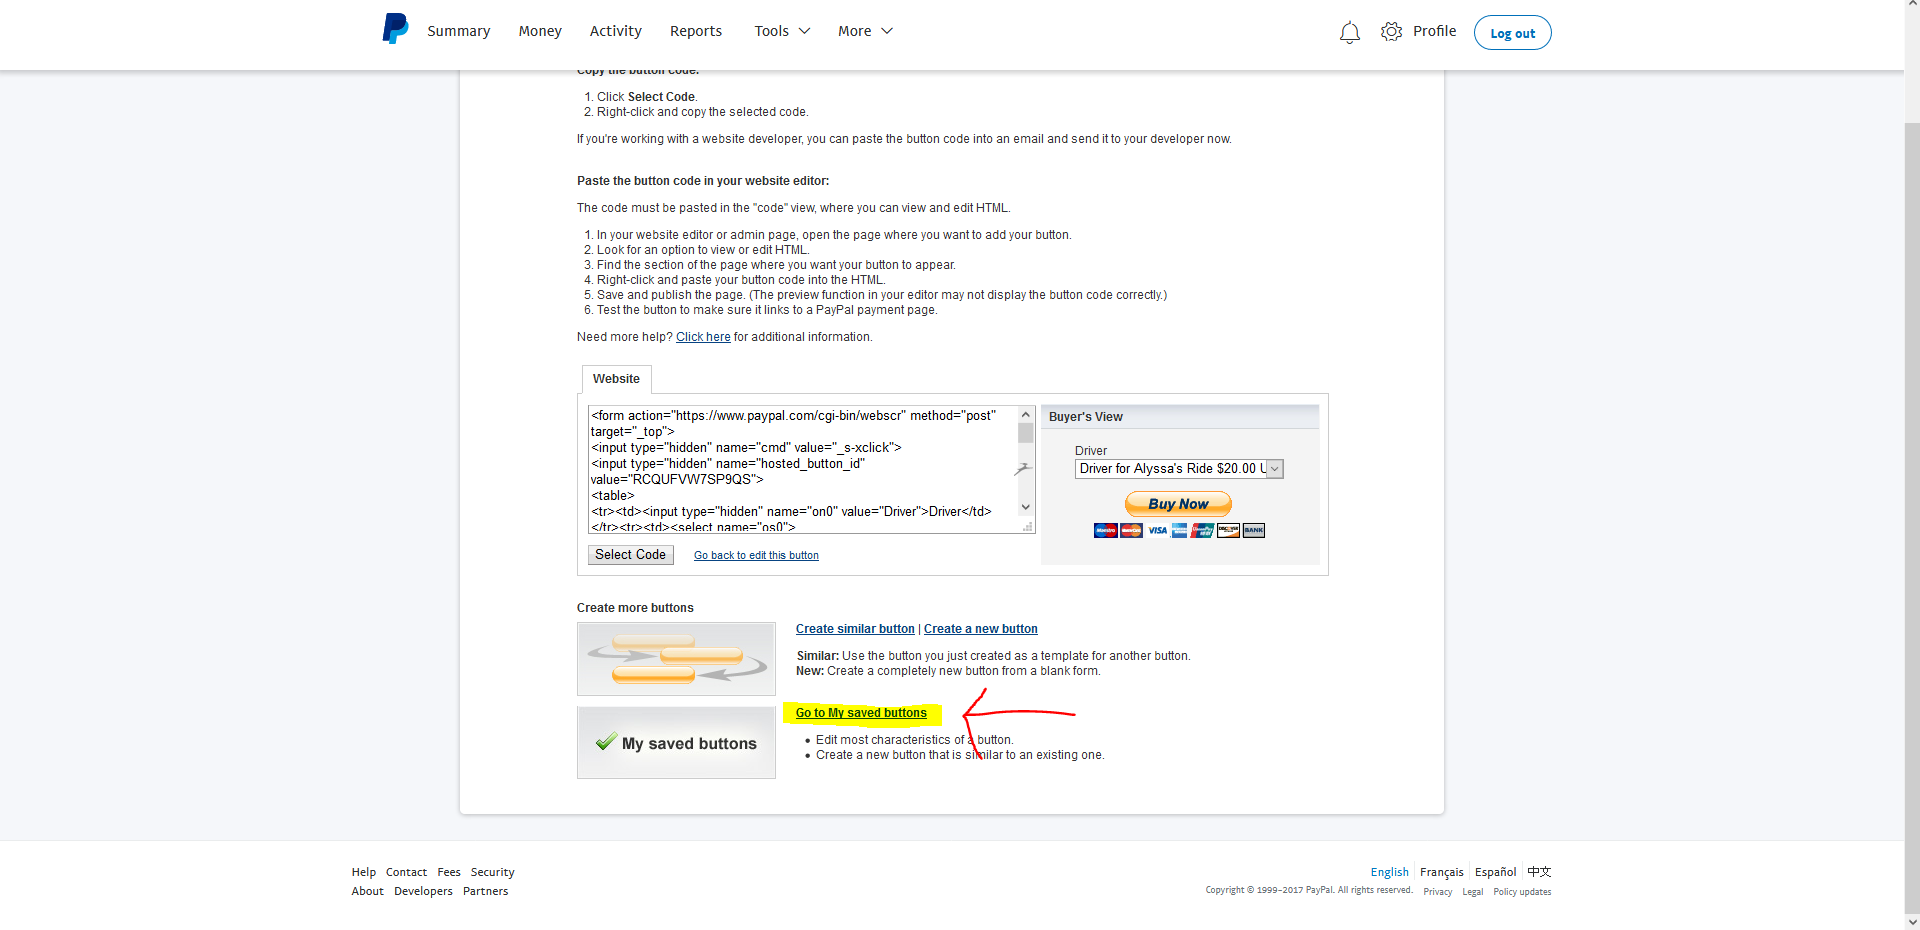 Summary Money Activity Reports Tools More Profile Log out
Copy the button code:
1. Click Select Code.
2. Right-click and copy the selected code.
If you're working with a website developer, you can paste the button code into an email and send it to your developer now.
Paste the button code in your website editor:
The code must be pasted in the "code" view, where you can view and edit HTML.
1. In your website editor or admin page, open the page where you want to add your button.
2. Look for an option to view or edit HTML.
3. Find the section of the page where you want your button to appear.
4. Right-click and paste your button code into the HTML.
5. Save and publish the page. (The preview function in your editor may not display the button code correctly.)
6. Test the button to make sure it links to a PayPal payment page.
Need more help? Click here for additional information.
Website
<form action="https://www.paypal.com/cgi-bin/webscr" method="post"
target="_top">
<input type="hidden" name="cmd" value="_s-xclick">
<input type="hidden" name="hosted_button_id"
value="RCQUFVW7SP9QS">
<table>
<tr><td><input type="hidden" name="on0" value="Driver">Driver</td>
</tr><tr><td><select name="os0">
Select Code Go back to edit this button
Buyer's View
Driver
Driver for Alyssa's Ride $20.00 U
Buy Now
Maestro MasterCard VISA DISCOVER BANK
Create more buttons
Create similar button | Create a new button
Similar: Use the button you just created as a template for another button.
New: Create a completely new button from a blank form.
My saved buttons
Go to My saved buttons
• Edit most characteristics of a button.
• Create a new button that is similar to an existing one.
Help Contact Fees Security
About Developers Partners
English Français Español 中文
Copyright © 1999-2017 PayPal. All rights reserved. Privacy Legal Policy updates